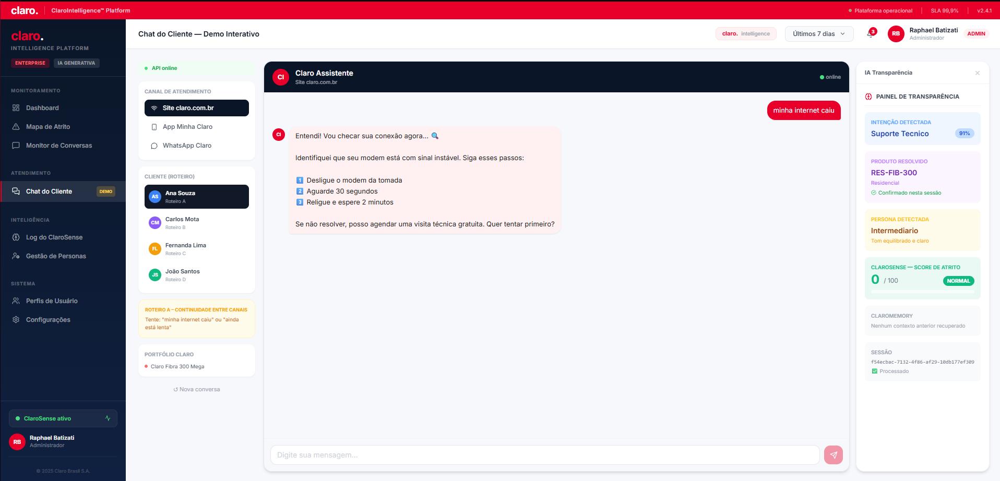 claro. ClaroIntelligence™ Platform
Plataforma operacional SLA 99,9% v2.4.1
claro.
INTELLIGENCE PLATFORM
ENTERPRISE IA GENERATIVA
MONITORAMENTO
Dashboard
Mapa de Atrito
Monitor de Conversas
ATENDIMENTO
Chat do Cliente DEMO
INTELIGÊNCIA
Log do ClaroSense
Gestão de Personas
SISTEMA
Perfis de Usuário
Configurações
ClaroSense ativo
RB Raphael Batizati
Administrador
© 2025 Claro Brasil S.A.
Chat do Cliente — Demo Interativo
claro. intelligence
Últimos 7 dias
3
RB Raphael Batizati
Administrador
ADMIN
API online
CANAL DE ATENDIMENTO
Site claro.com.br
App Minha Claro
WhatsApp Claro
CLIENTE (ROTEIRO)
AS Ana Souza
Roteiro A
CM Carlos Mota
Roteiro B
FL Fernanda Lima
Roteiro C
JS João Santos
Roteiro D
ROTEIRO A – CONTINUIDADE ENTRE CANAIS
Tente: "minha internet caiu" ou "ainda
está lenta"
PORTFÓLIO CLARO
Claro Fibra 300 Mega
↺ Nova conversa
CI Claro Assistente
Site claro.com.br
online
minha internet caiu
CI
Entendi! Vou checar sua conexão agora... 🔍
Identifiquei que seu modem está com sinal instável. Siga esses passos:
1️⃣ Desligue o modem da tomada
2️⃣ Aguarde 30 segundos
3️⃣ Religue e espere 2 minutos
Se não resolver, posso agendar uma visita técnica gratuita. Quer tentar primeiro?
Digite sua mensagem...
IA Transparência ×
PAINEL DE TRANSPARÊNCIA
INTENÇÃO DETECTADA
Suporte Tecnico 91%
PRODUTO RESOLVIDO
RES-FIB-300
Residencial
Confirmado nesta sessão
PERSONA DETECTADA
Intermediario
Tom equilibrado e claro
CLAROSENSE — SCORE DE ATRITO
0 / 100 NORMAL
CLAROMEMORY
Nenhum contexto anterior recuperado
SESSÃO
f54ecbac-7132-4f86-af29-10db177ef309
✅ Processado